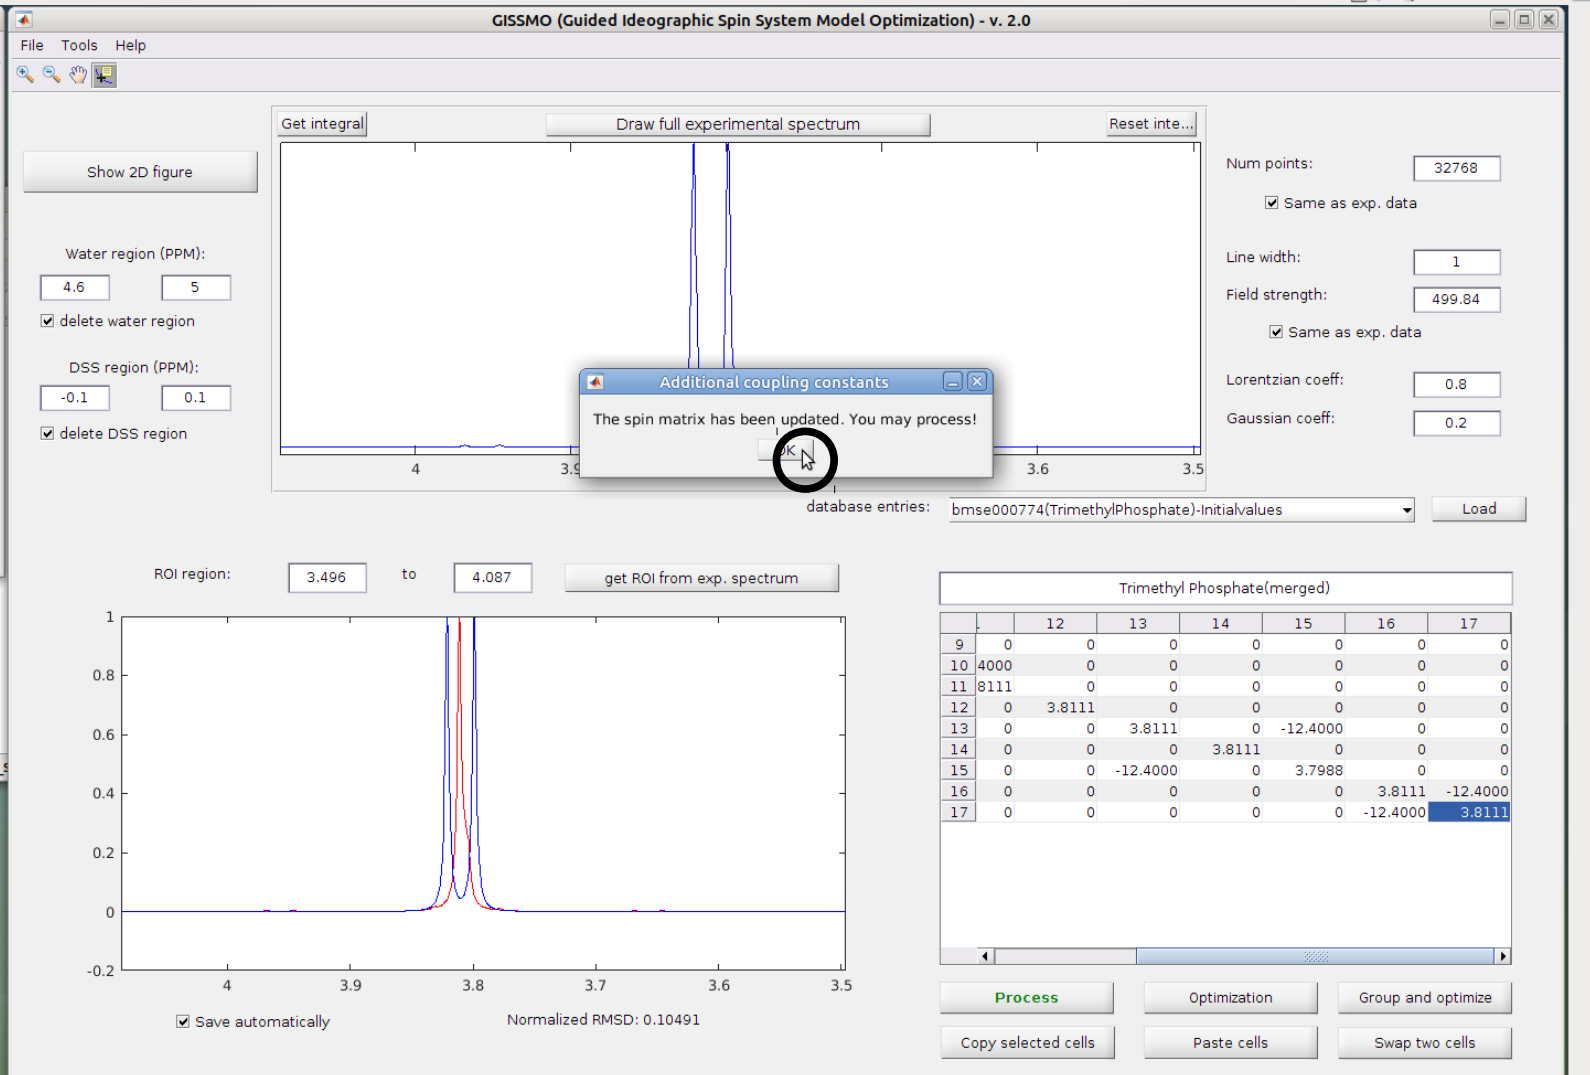 GISSMO (Guided Ideographic Spin System Model Optimization) - v. 2.0
File Tools Help
Get integral Draw full experimental spectrum Reset inte...
Show 2D figure
Num points: 32768
Same as exp. data
Water region (PPM):
4.6 5
delete water region
Line width: 1
Field strength: 499.84
Same as exp. data
DSS region (PPM):
-0.1 0.1
delete DSS region
Lorentzian coeff: 0.8
Gaussian coeff: 0.2
Additional coupling constants
The spin matrix has been updated. You may process!
4 3.6 3.5
database entries: bmse000774(TrimethylPhosphate)-Initialvalues Load
ROI region: 3.496 to 4.087 get ROI from exp. spectrum
Trimethyl Phosphate(merged)
12 13 14 15 16 17
9 0 0 0 0 0 0 0
10 4000 0 0 0 0 0 0
11 8111 0 0 0 0 0 0
12 0 3.8111 0 0 0 0 0
13 0 0 3.8111 0 -12.4000 0 0
14 0 0 0 3.8111 0 0 0
15 0 0 -12.4000 0 3.7988 0 0
16 0 0 0 0 0 3.8111 -12.4000
17 0 0 0 0 0 -12.4000 3.8111
1
0.8
0.6
0.4
0.2
0
-0.2
4 3.9 3.8 3.7 3.6 3.5
Save automatically Normalized RMSD: 0.10491
Process Optimization Group and optimize
Copy selected cells Paste cells Swap two cells